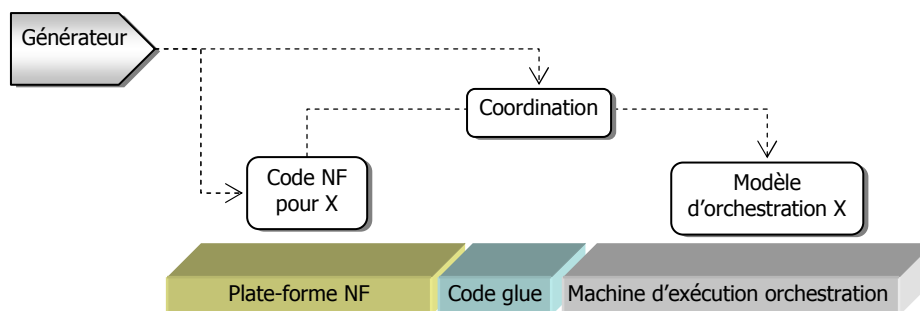 Générateur
Coordination
Code NF
pour X
Modèle
d'orchestration X
Plate-forme NF
Code glue
Machine d'exécution orchestration